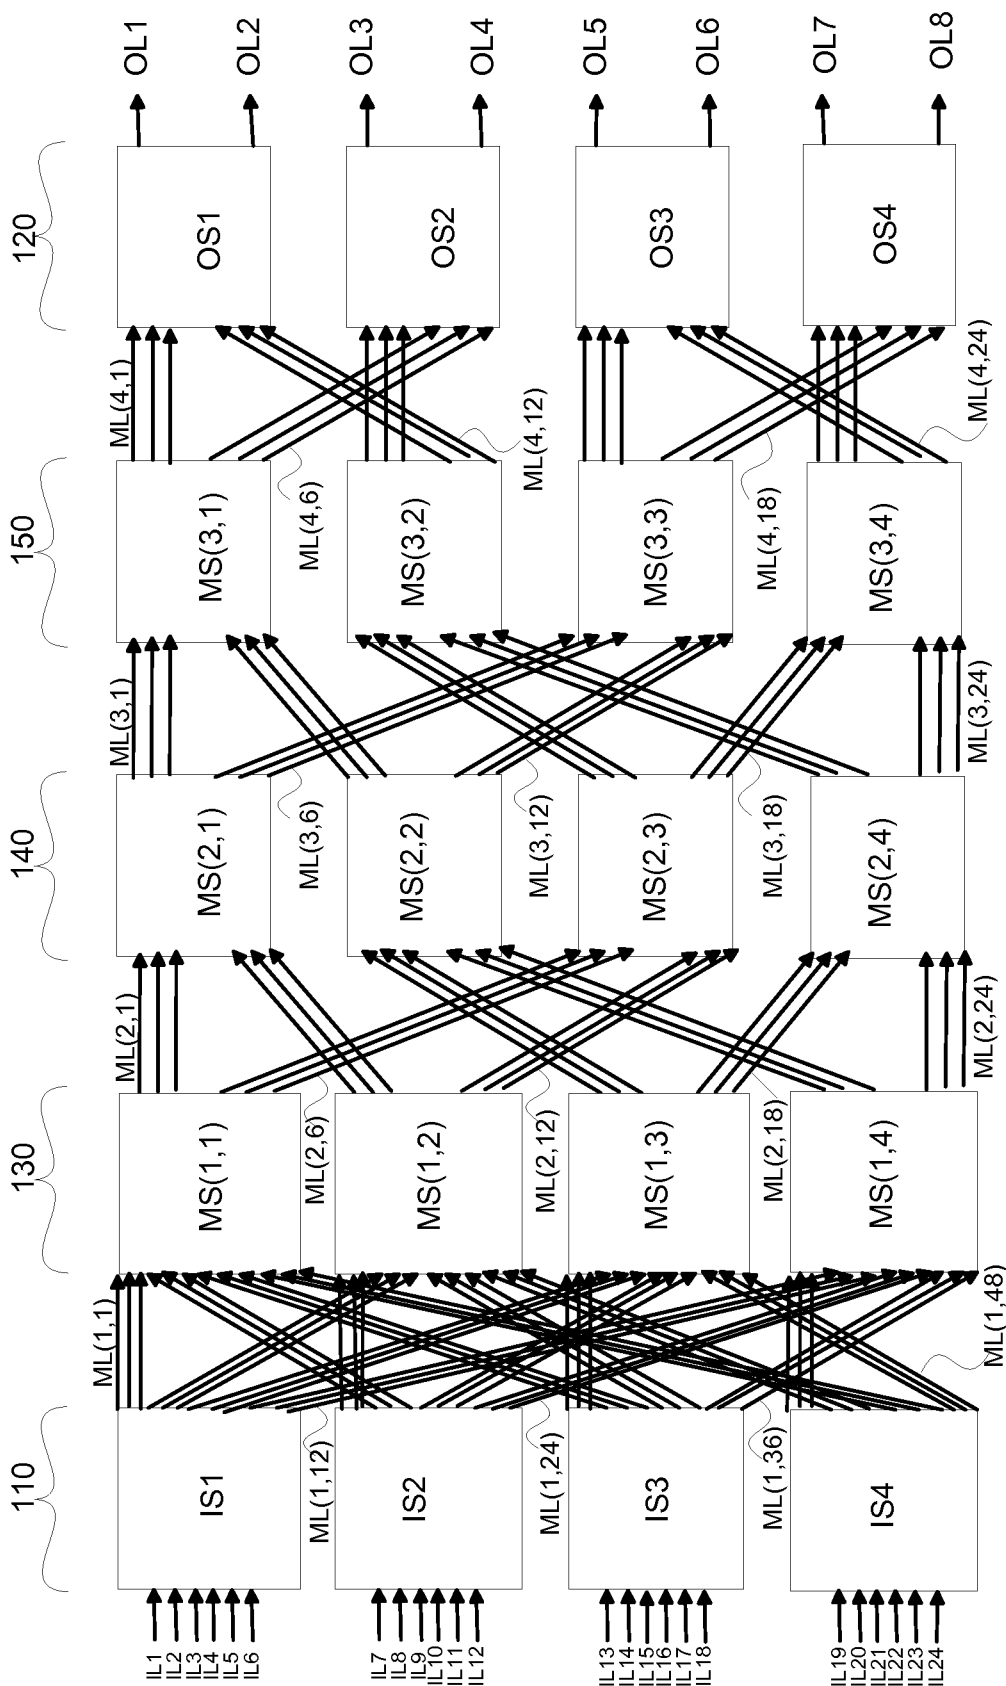 OL1
OL2
OL3
OL4
OL5
OL6
OL7
OL8
120
OS1
OS2
OS3
OS4
ML(4,1)
ML(4,6)
ML(4,12)
ML(4,18)
ML(4,24)
150
MS(3,1)
MS(3,2)
MS(3,3)
MS(3,4)
ML(3,1)
ML(3,6)
ML(3,12)
ML(3,18)
ML(3,24)
140
MS(2,1)
MS(2,2)
MS(2,3)
MS(2,4)
ML(2,1)
ML(2,6)
ML(2,12)
ML(2,18)
ML(2,24)
130
MS(1,1)
MS(1,2)
MS(1,3)
MS(1,4)
ML(1,1)
ML(1,12)
ML(1,24)
ML(1,36)
ML(1,48)
110
IS1
IS2
IS3
IS4
IL1
IL2
IL3
IL4
IL5
IL6
IL7
IL8
IL9
IL10
IL11
IL12
IL13
IL14
IL15
IL16
IL17
IL18
IL19
IL20
IL21
IL22
IL23
IL24